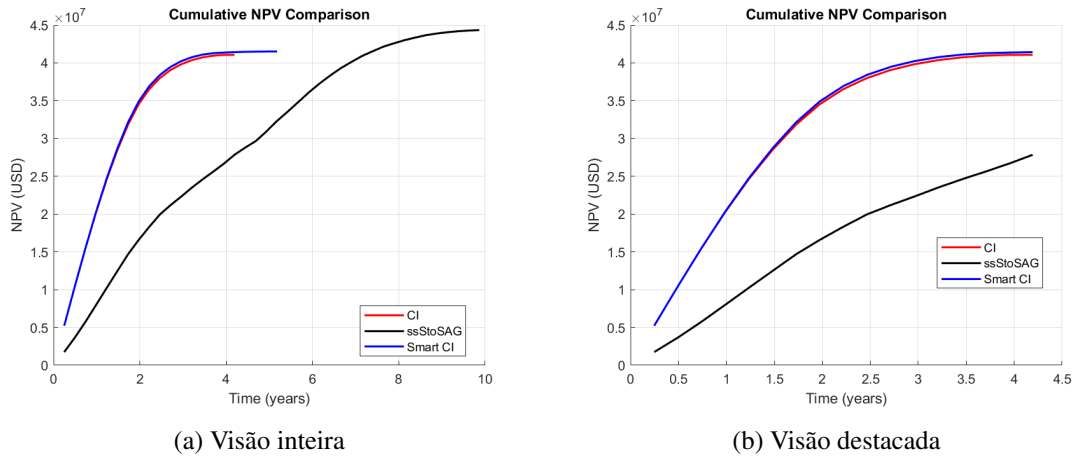 Cumulative NPV Comparison
×10⁷
4.5
4
3.5
3
2.5
2
1.5
1
0.5
0
NPV (USD)
0 2 4 6 8 10
Time (years)
CI
ssStoSAG
Smart CI
(a) Visão inteira
Cumulative NPV Comparison
×10⁷
4.5
4
3.5
3
2.5
2
1.5
1
0.5
0
NPV (USD)
0 0.5 1 1.5 2 2.5 3 3.5 4 4.5
Time (years)
CI
ssStoSAG
Smart CI
(b) Visão destacada